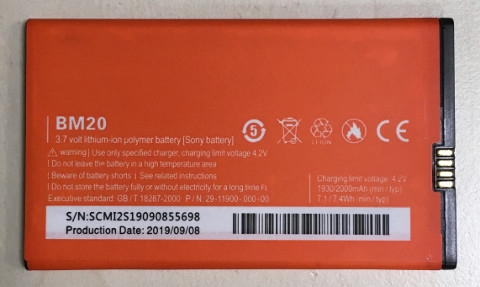 BM20
3.7 volt lithium-ion polymer battery [Sony battery]
5
LI-ION
CE
warning | Use only specified charger, charging limit voltage 4.2V
! Do not leave the battery in a high temperature area
! Beware of battery shorts ! See related instructions
! Do not store the battery fully or without electricity for a long time
Executive standard: GB / T 18287-2000 P / N: 29-11900-000-00
Charging limit voltage: 4.2V
1930/2000mAh (min / typ)
7.1 / 7.4Wh (min / typ)
S/N:SCMI2S19090855698
Production Date: 2019/09/08